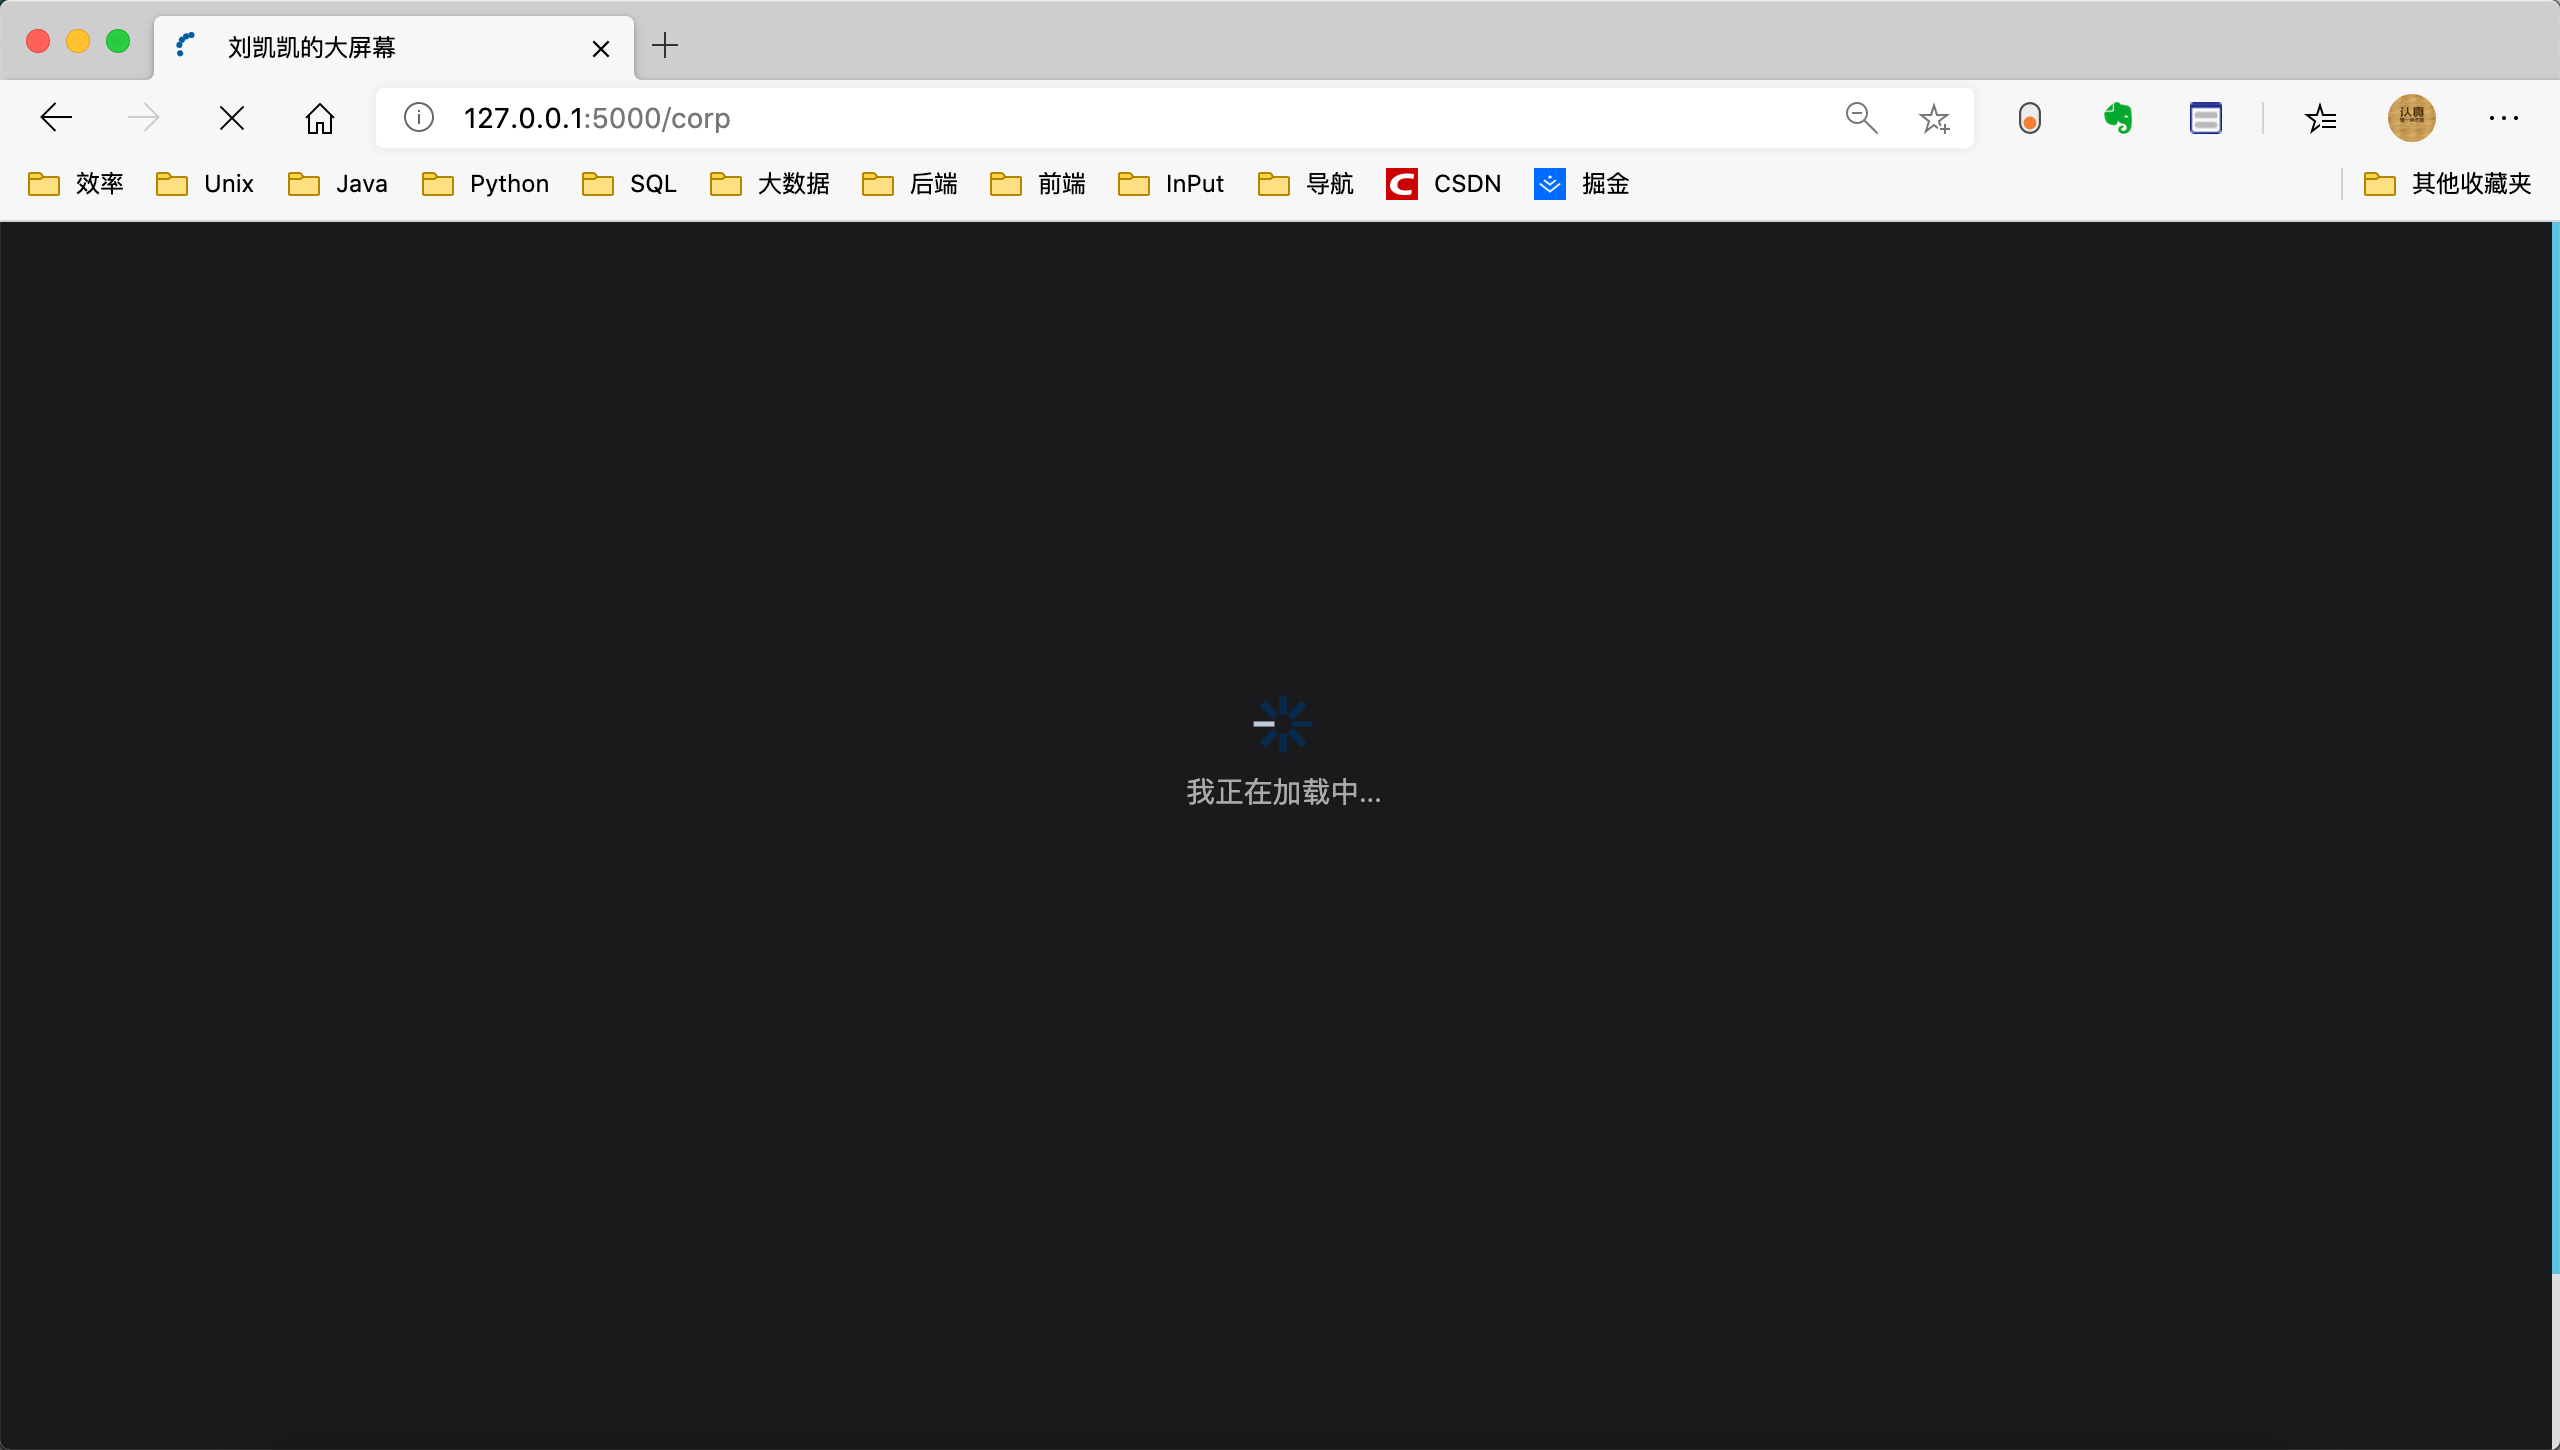 刘凯凯的大屏幕
127.0.0.1:5000/corp
效率 Unix Java Python SQL 大数据 后端 前端 InPut 导航 CSDN 掘金 其他收藏夹
我正在加载中...